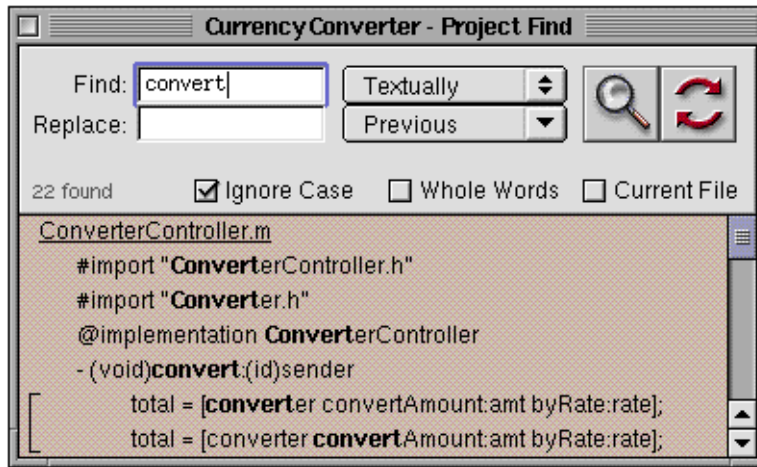 CurrencyConverter - Project Find
Find: convert Textually
Replace: Previous
22 found Ignore Case Whole Words Current File
ConverterController.m
#import "ConverterController.h"
#import "Converter.h"
@implementation ConverterController
- (void)convert:(id)sender
total = [converter convertAmount:amt byRate:rate];
total = [converter convertAmount:amt byRate:rate];